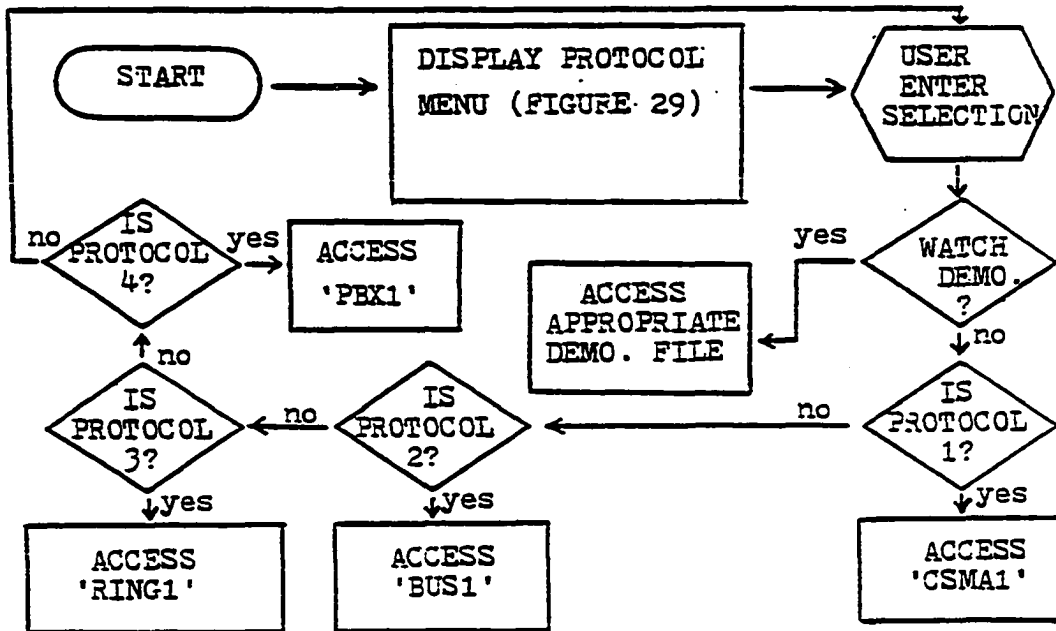 START
DISPLAY PROTOCOL
MENU (FIGURE 29)
USER
ENTER
SELECTION
WATCH
DEMO.
?
yes
ACCESS
APPROPRIATE
DEMO. FILE
no
IS
PROTOCOL
1?
yes
ACCESS
'CSMA1'
no
IS
PROTOCOL
2?
yes
ACCESS
'BUS1'
no
IS
PROTOCOL
3?
yes
ACCESS
'RING1'
no
IS
PROTOCOL
4?
yes
ACCESS
'PBX1'
no